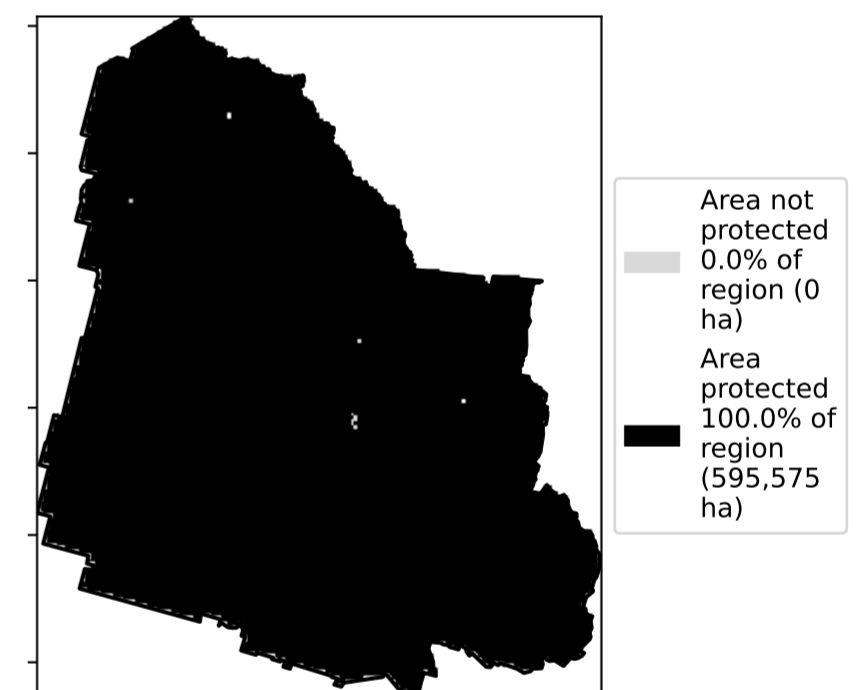 Area not
protected
0.0% of
region (0
ha)
Area
protected
100.0% of
region
(595,575
ha)